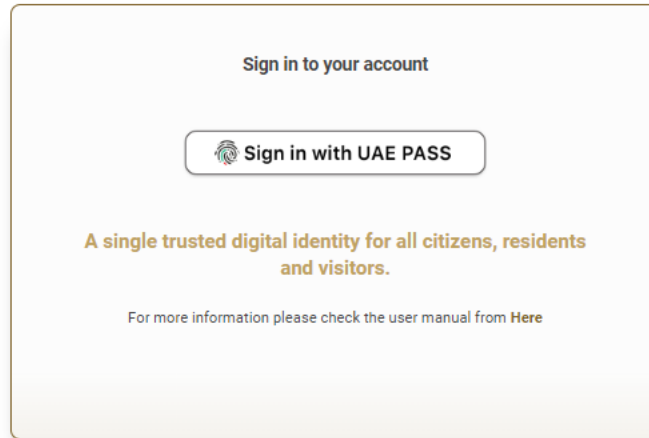 Sign in to your account
Sign in with UAE PASS
A single trusted digital identity for all citizens, residents
and visitors.
For more information please check the user manual from Here